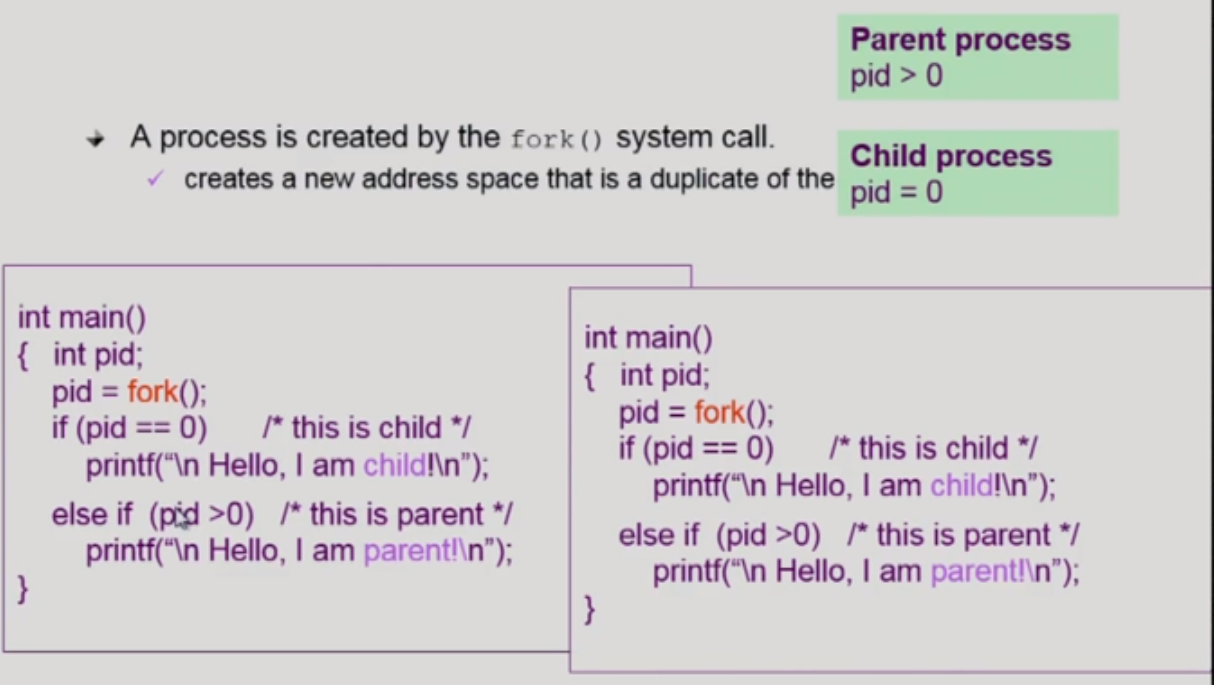 Parent process
pid > 0
➔ A process is created by the fork() system call.
✓ creates a new address space that is a duplicate of the
Child process
pid = 0
int main()
{ int pid;
pid = fork();
if (pid == 0) /* this is child */
printf(“\n Hello, I am child!\n”);
else if (pid >0) /* this is parent */
printf(“\n Hello, I am parent!\n”);
}
int main()
{ int pid;
pid = fork();
if (pid == 0) /* this is child */
printf(“\n Hello, I am child!\n”);
else if (pid >0) /* this is parent */
printf(“\n Hello, I am parent!\n”);
}